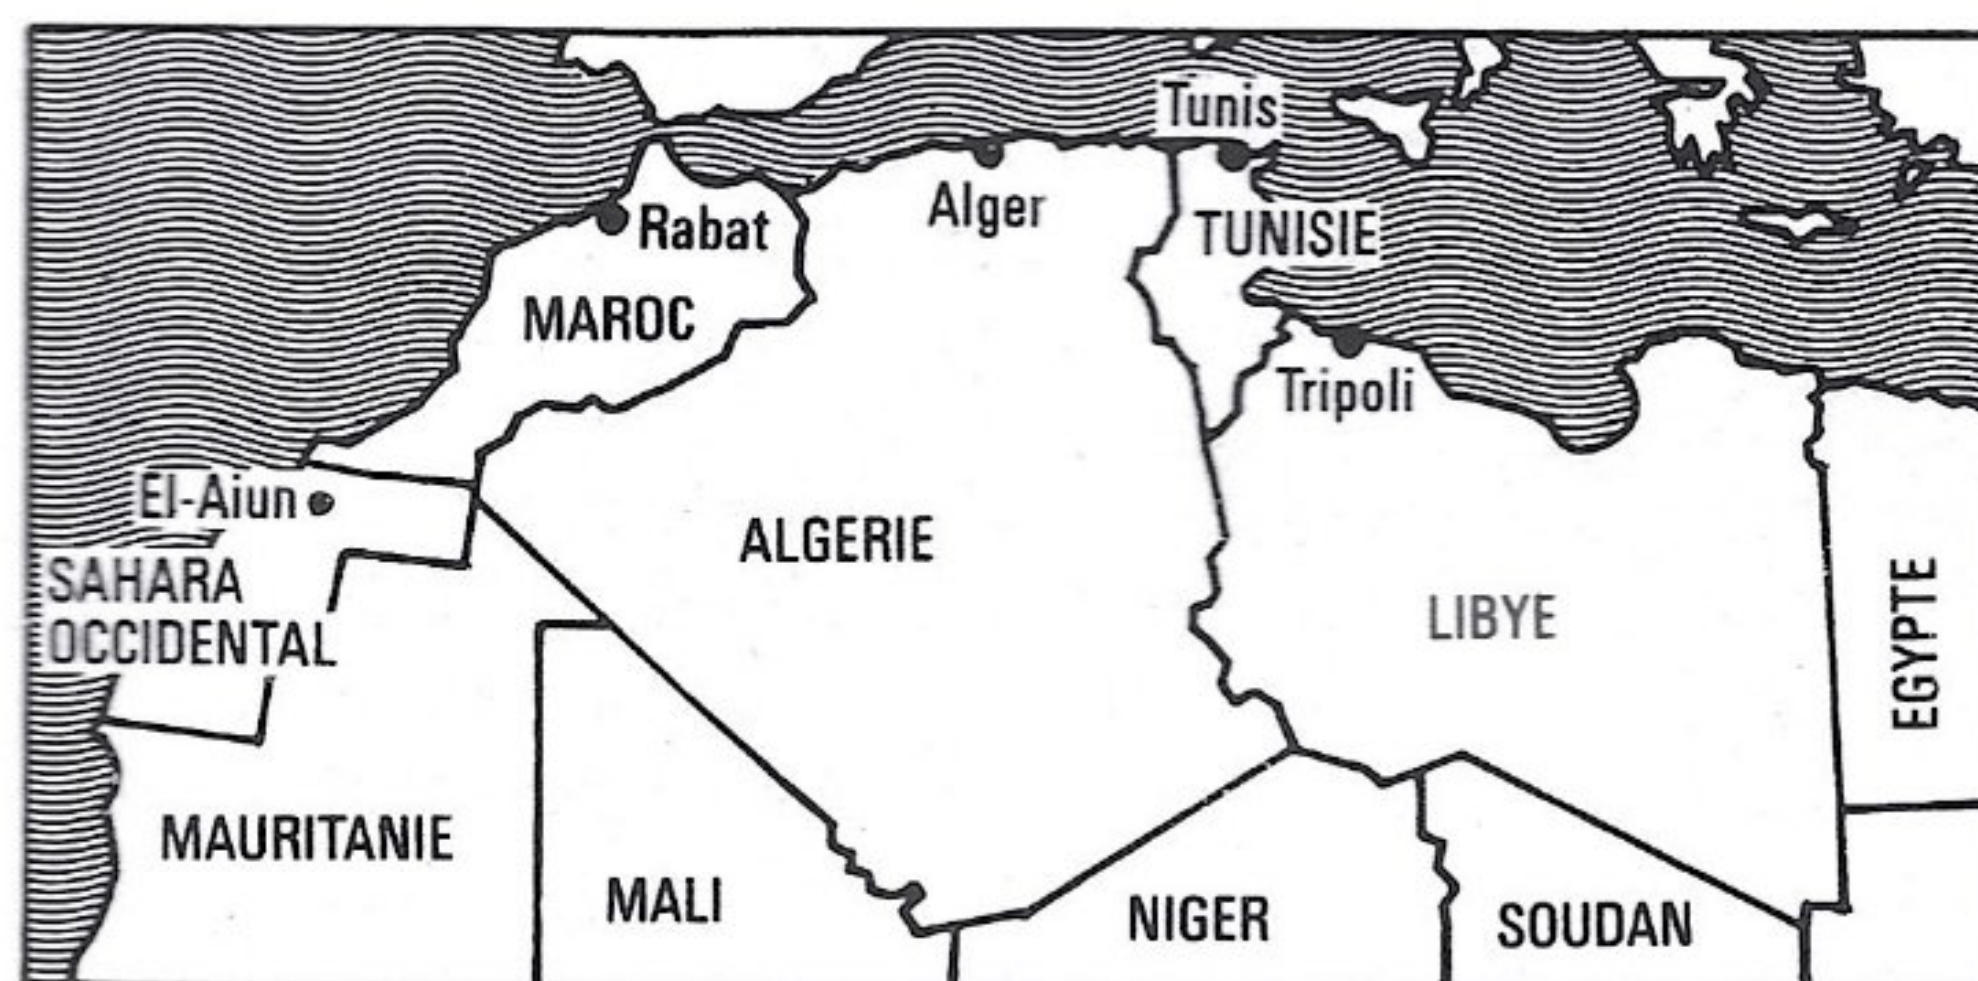 Tunis
Alger
Rabat
TUNISIE
MAROC
Tripoli
El-Aiun
ALGERIE
SAHARA
OCCIDENTAL
LIBYE
EGYPTE
MAURITANIE
MALI
NIGER
SOUDAN